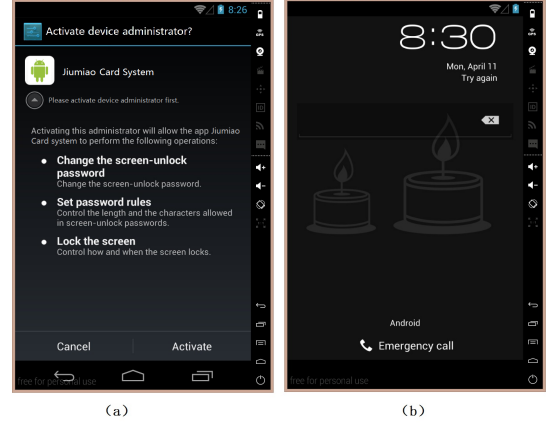 8:26
Activate device administrator?
Jiumiao Card System
Please activate device administrator first.
Activating this administrator will allow the app Jiumiao
Card system to perform the following operations:
Change the screen-unlock
password
Change the screen-unlock password.
Set password rules
Control the length and the characters allowed
in screen-unlock passwords.
Lock the screen
Control how and when the screen locks.
Cancel
Activate
free for personal use
GPS
ID
(a)
8:30
Mon, April 11
Try again
Android
Emergency call
free for personal use
GPS
ID
(b)